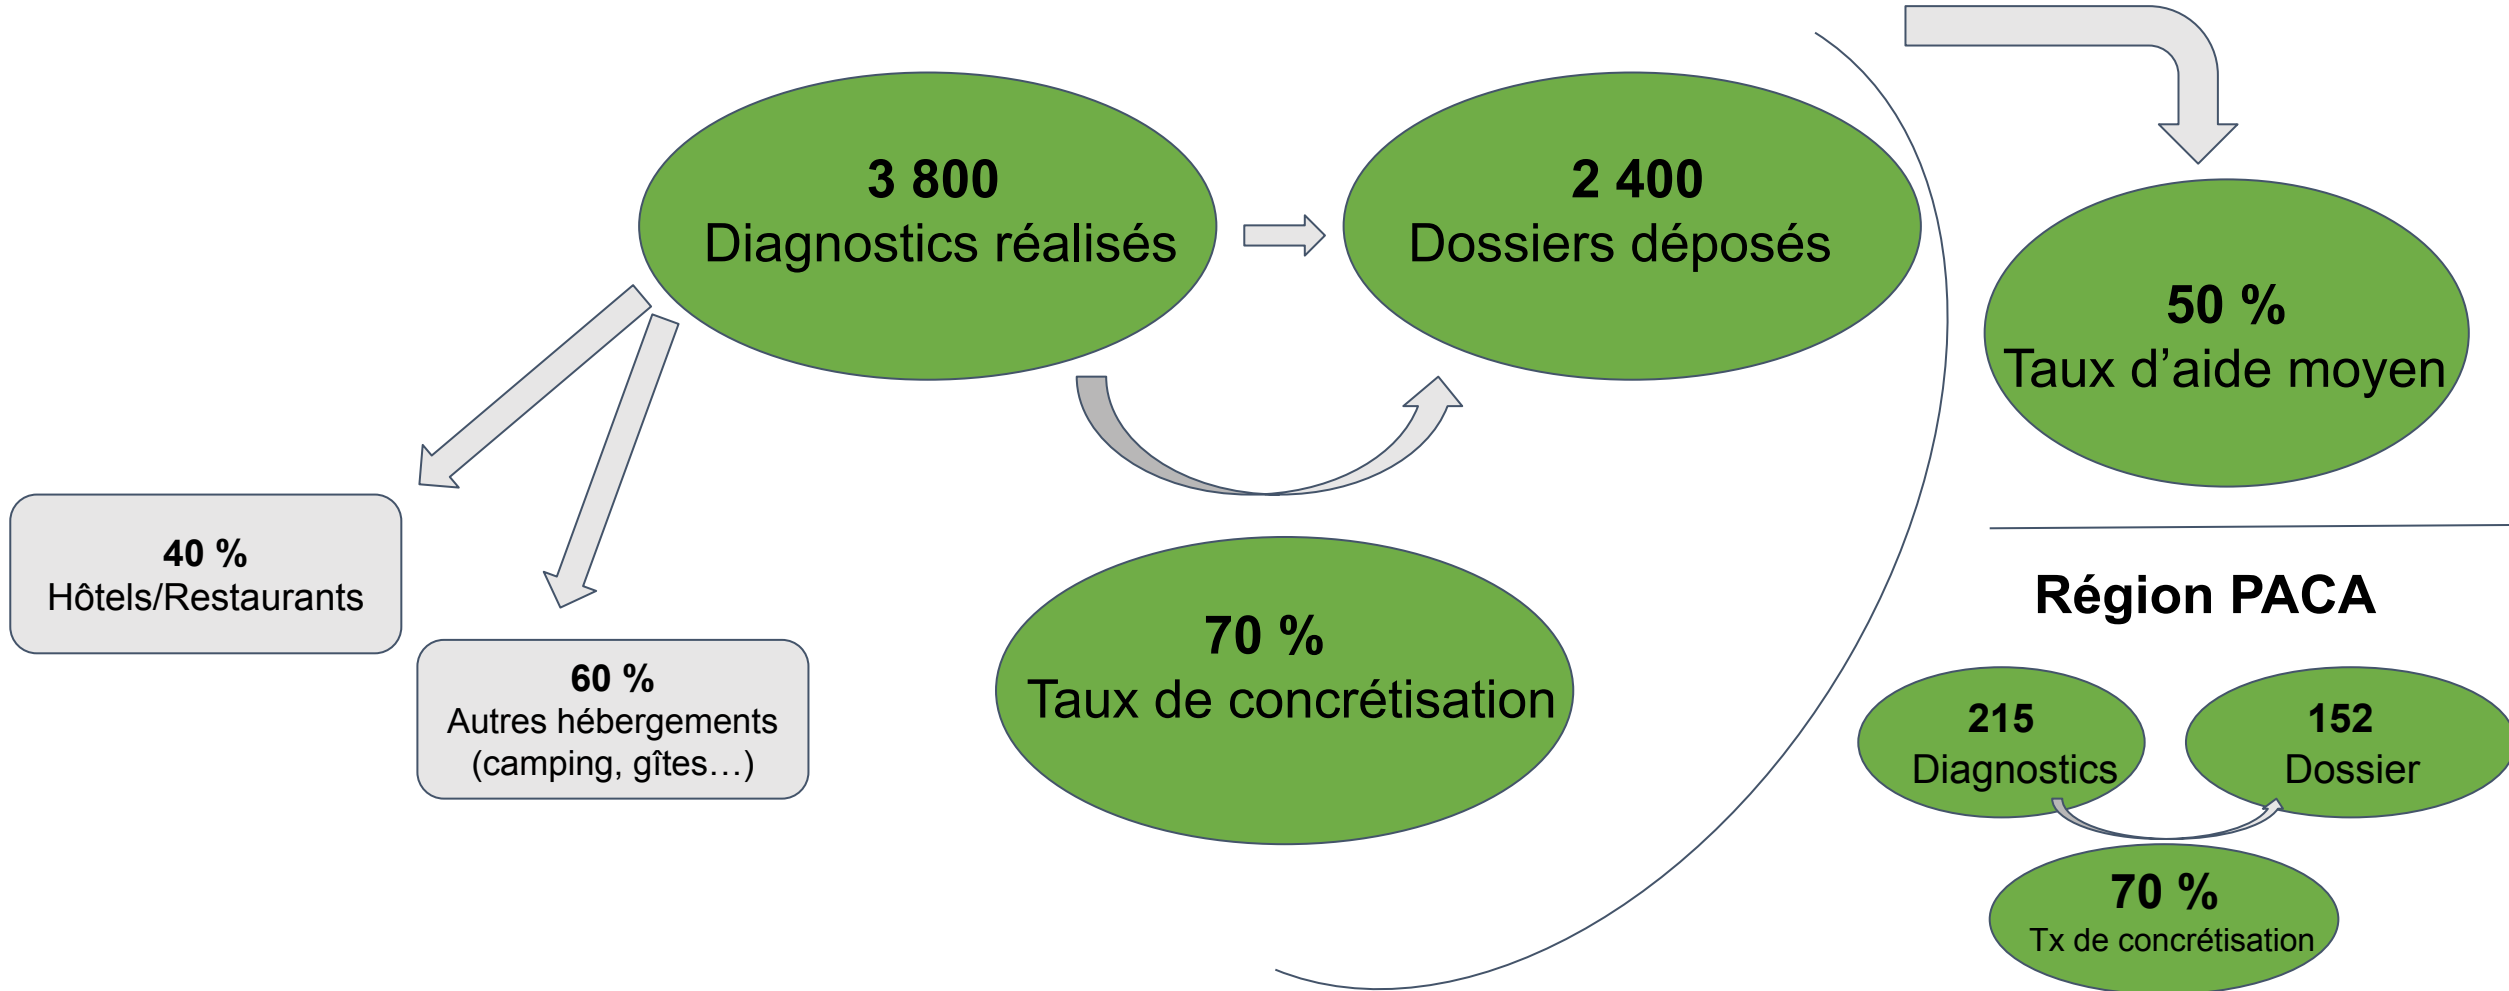 3 800
Diagnostics réalisés
2 400
Dossiers déposés
50 %
Taux d’aide moyen
40 %
Hôtels/Restaurants
60 %
Autres hébergements
(camping, gîtes…)
70 %
Taux de concrétisation
Région PACA
215
Diagnostics
152
Dossier
70 %
Tx de concrétisation